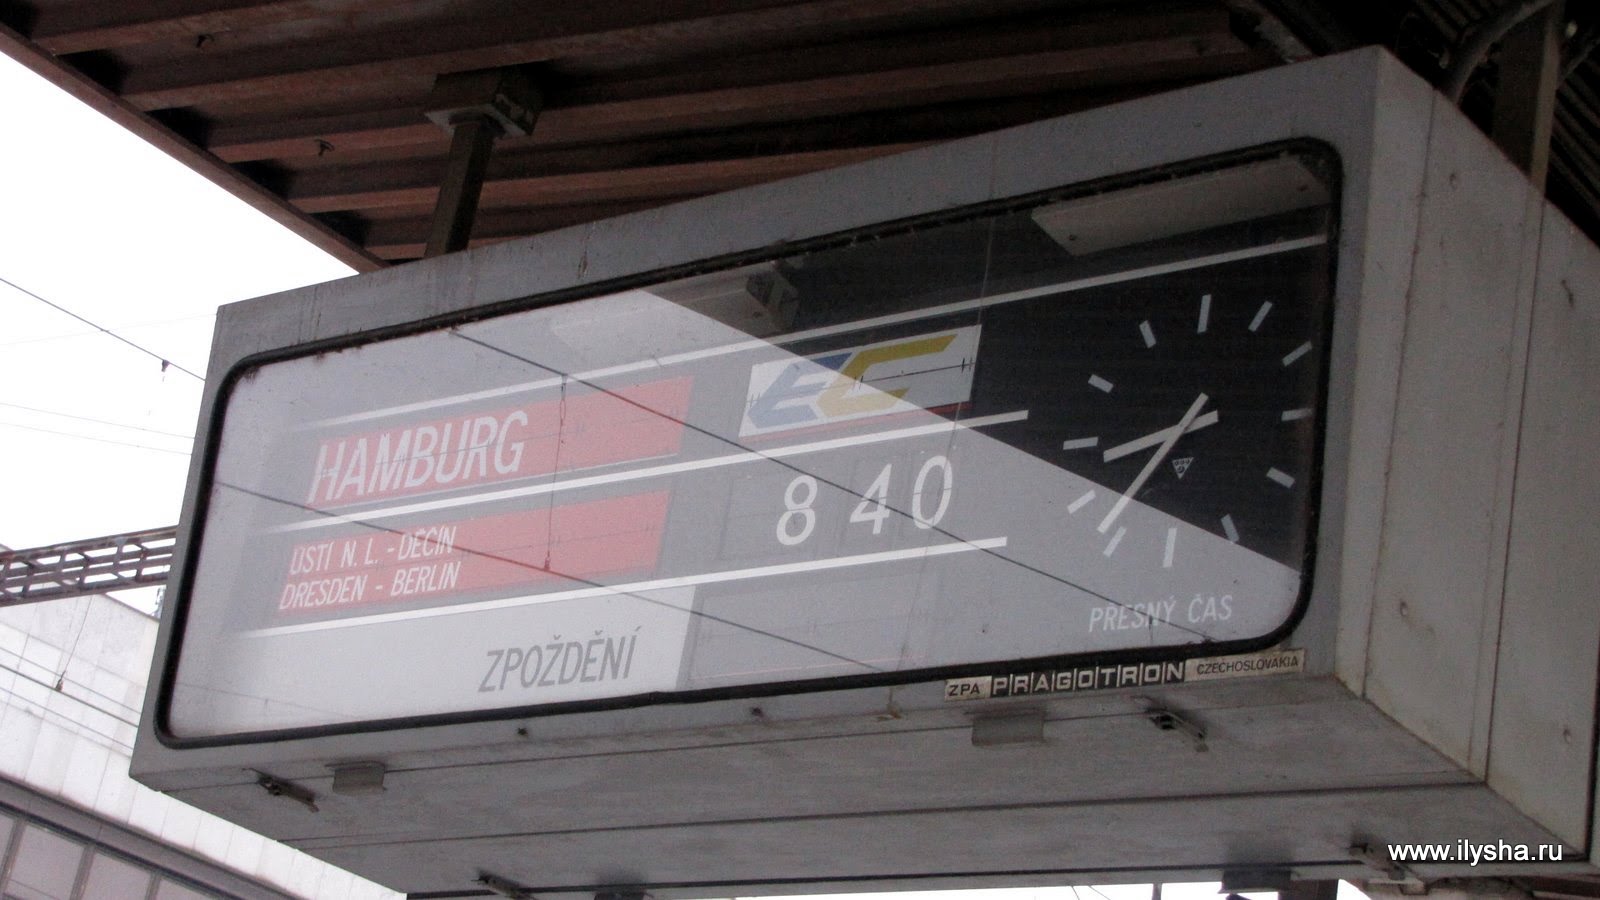 HAMBURG
EC
ÚSTÍ N. L. - DĚČÍN
DRESDEN - BERLIN
8 40
ZPOŽDĚNÍ
PŘESNÝ ČAS
ZPA PRAGOTRON CZECHOSLOVAKIA
www.ilysha.ru